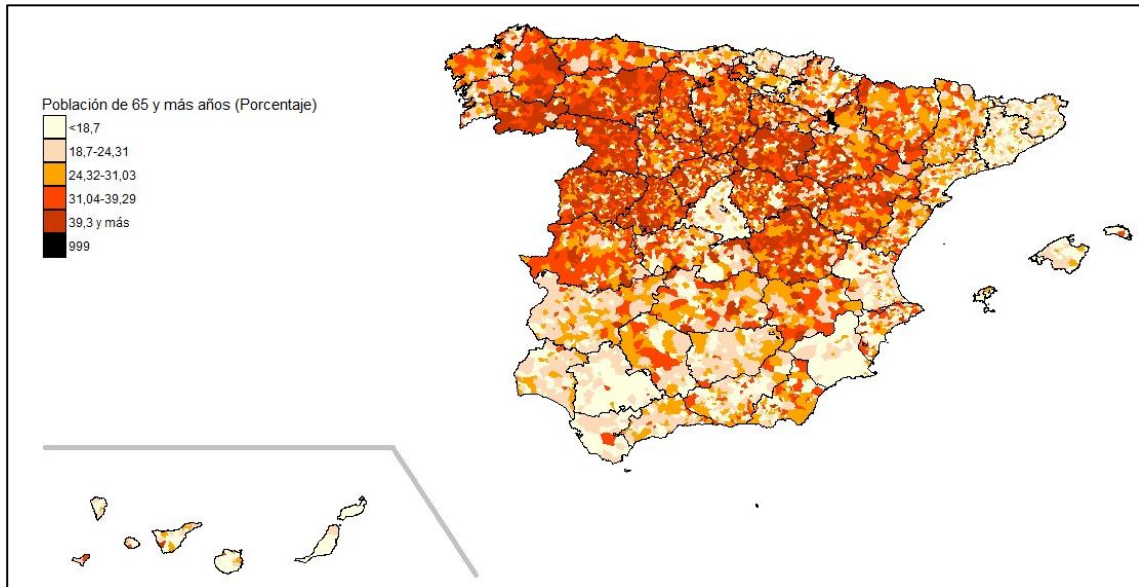 Población de 65 y más años (Porcentaje)
<18,7
18,7-24,31
24,32-31,03
31,04-39,29
39,3 y más
999